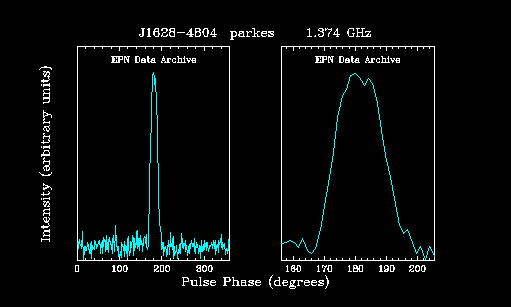 J1628-4804 parkes 1.374 GHz
EPN Data Archive EPN Data Archive
Intensity (arbitrary units)
0 100 200 300 160 170 180 190 200
Pulse Phase (degrees)